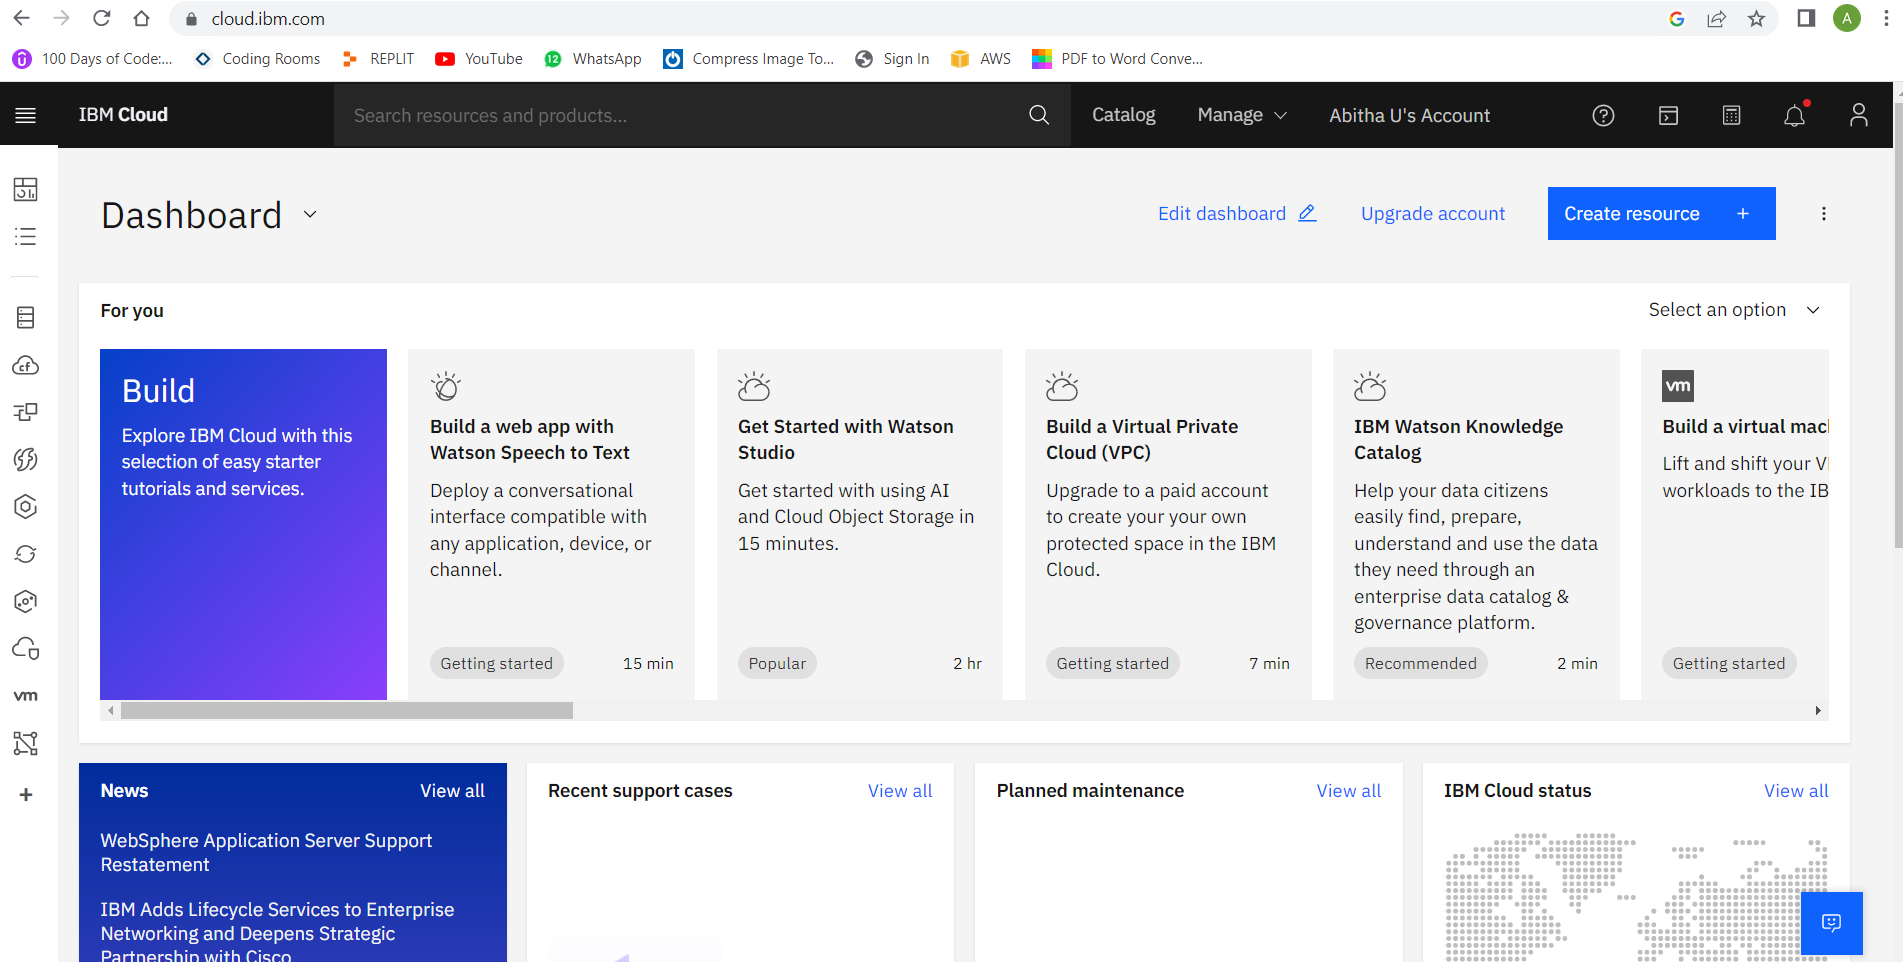 cloud.ibm.com
A
100 Days of Code:...
Coding Rooms
REPLIT
YouTube
12
WhatsApp
Compress Image To...
Sign In
AWS
PDF to Word Conve...
IBM Cloud
Search resources and products...
Catalog
Manage
Abitha U's Account
Dashboard
Edit dashboard
Upgrade account
Create resource +
For you
Select an option
Build
Explore IBM Cloud with this
selection of easy starter
tutorials and services.
Build a web app with
Watson Speech to Text
Deploy a conversational
interface compatible with
any application, device, or
channel.
Getting started
15 min
Get Started with Watson
Studio
Get started with using AI
and Cloud Object Storage in
15 minutes.
Popular
2 hr
Build a Virtual Private
Cloud (VPC)
Upgrade to a paid account
to create your your own
protected space in the IBM
Cloud.
Getting started
7 min
IBM Watson Knowledge
Catalog
Help your data citizens
easily find, prepare,
understand and use the data
they need through an
enterprise data catalog &
governance platform.
Recommended
2 min
vm
Build a virtual mac
Lift and shift your V
workloads to the IB
Getting started
cf
vm
News
View all
WebSphere Application Server Support
Restatement
IBM Adds Lifecycle Services to Enterprise
Networking and Deepens Strategic
Partnership with Cisco
Recent support cases
View all
Planned maintenance
View all
IBM Cloud status
View all